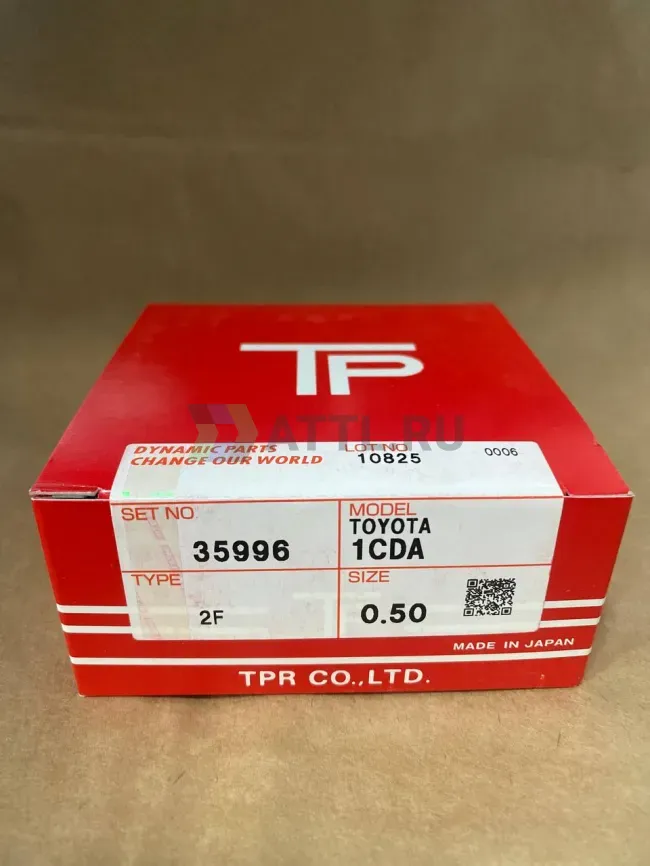 TP
ATTI.RU
DYNAMIC PARTS
CHANGE OUR WORLD
LOT NO.
10825
0006
SET NO.
35996
MODEL
TOYOTA
1CDA
TYPE
2F
SIZE
0.50
MADE IN JAPAN
TPR CO.,LTD.